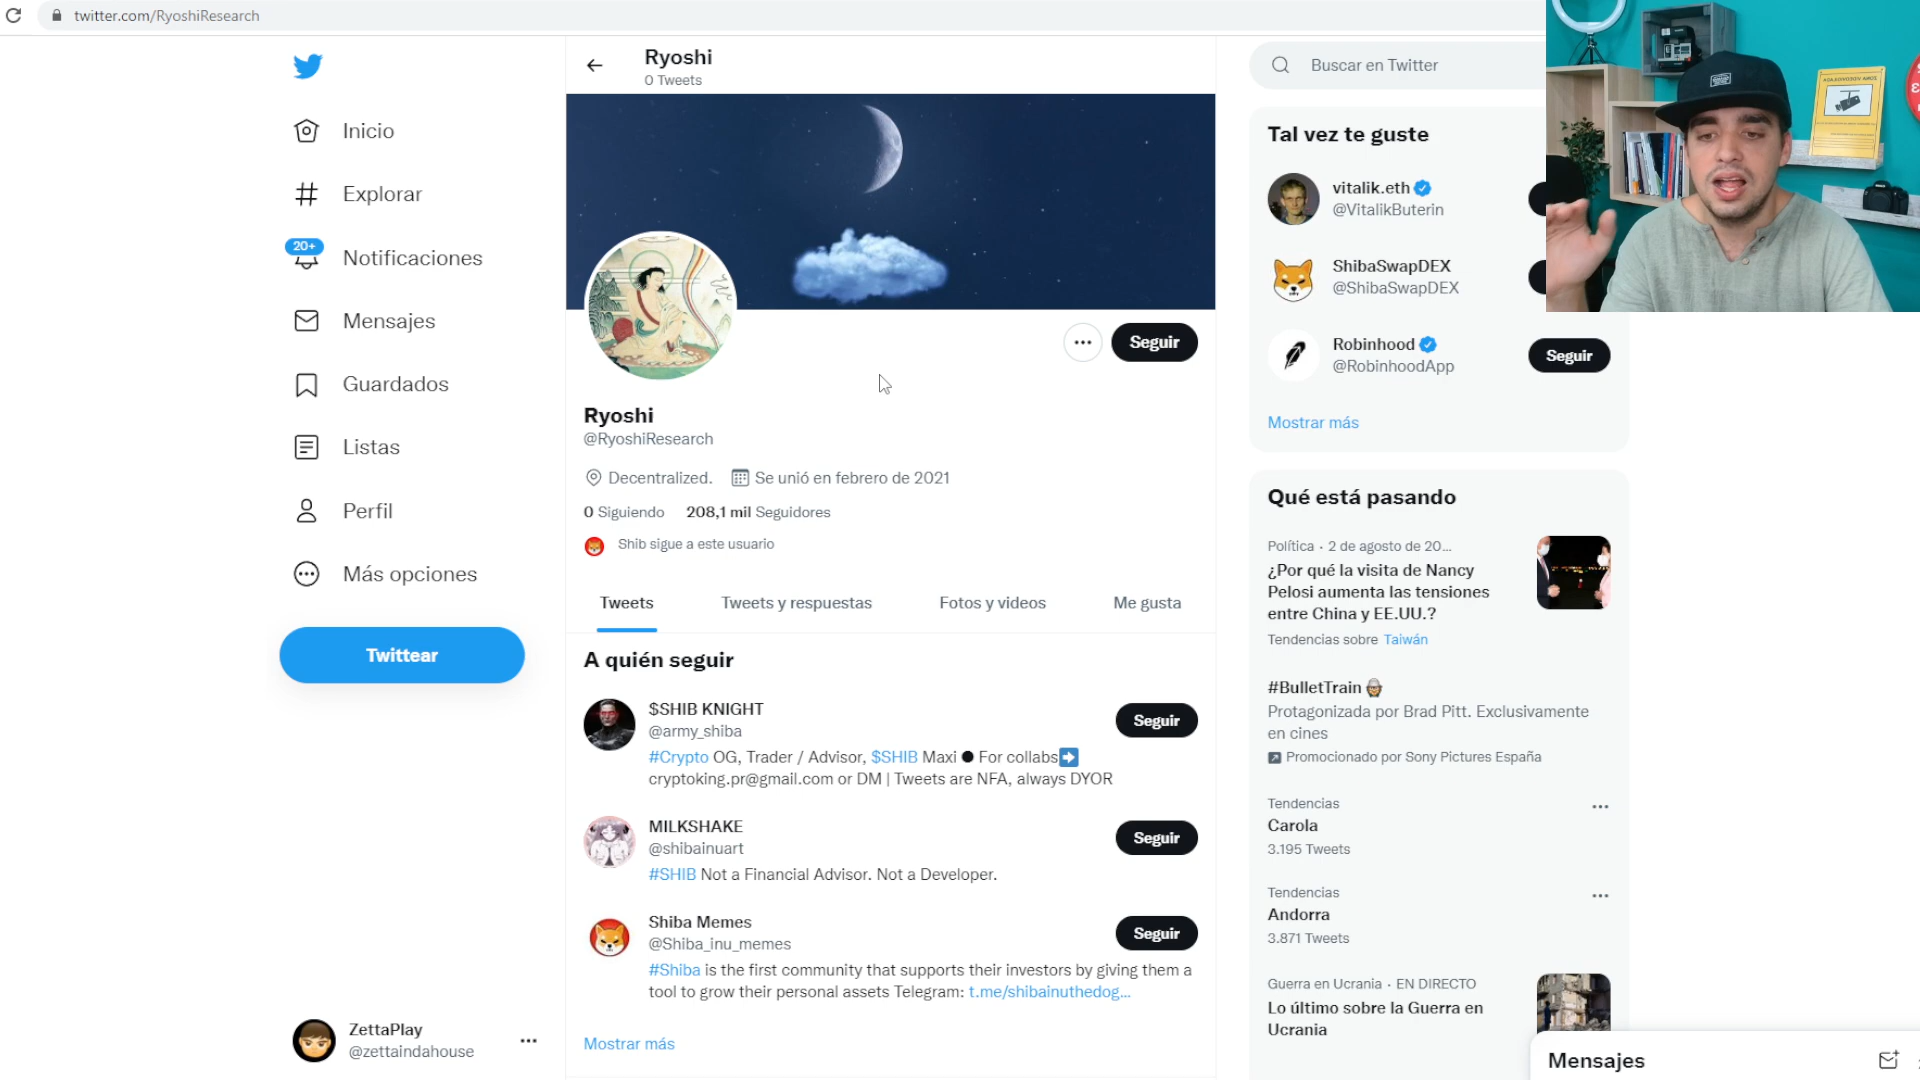 twitter.com/RyoshiResearch
Inicio
Explorar
20+
Notificaciones
Mensajes
Guardados
Listas
Perfil
Más opciones
Twittear
ZettaPlay
@zettaindahouse
Ryoshi
0 Tweets
Seguir
Ryoshi
@RyoshiResearch
Decentralized. Se unió en febrero de 2021
0 Siguiendo 208,1 mil Seguidores
Shib sigue a este usuario
Tweets Tweets y respuestas Fotos y videos Me gusta
A quién seguir
$SHIB KNIGHT
@army_shiba
Seguir
#Crypto OG, Trader / Advisor, $SHIB Maxi ● For collabs➡
cryptoking.pr@gmail.com or DM | Tweets are NFA, always DYOR
MILKSHAKE
@shibainuart
Seguir
#SHIB Not a Financial Advisor. Not a Developer.
Shiba Memes
@Shiba_inu_memes
Seguir
#Shiba is the first community that supports their investors by giving them a
tool to grow their personal assets Telegram: t.me/shibainuthedog...
Mostrar más
Buscar en Twitter
Tal vez te guste
vitalik.eth
@VitalikButerin
ShibaSwapDEX
@ShibaSwapDEX
Robinhood
@RobinhoodApp
Seguir
Mostrar más
Qué está pasando
Política · 2 de agosto de 20...
¿Por qué la visita de Nancy
Pelosi aumenta las tensiones
entre China y EE.UU.?
Tendencias sobre Taiwán
#BulletTrain
Protagonizada por Brad Pitt. Exclusivamente
en cines
Promocionado por Sony Pictures España
Tendencias
Carola
3.195 Tweets
Tendencias
Andorra
3.871 Tweets
Guerra en Ucrania · EN DIRECTO
Lo último sobre la Guerra en
Ucrania
Mensajes